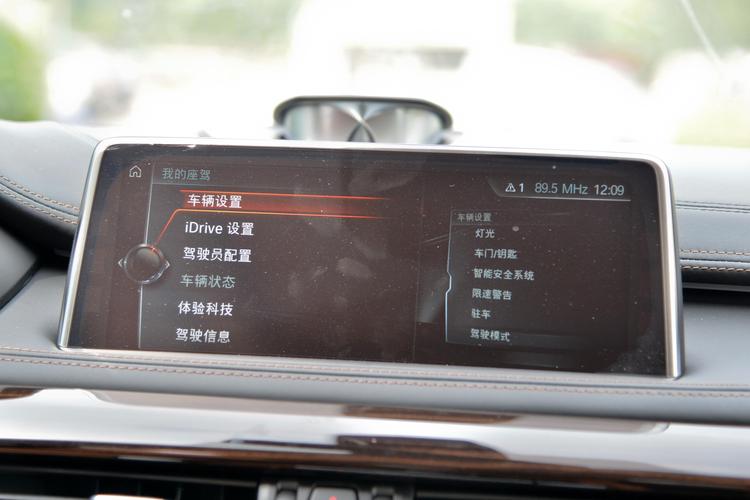 我的座驾
⚠1 89.5 MHz 12:09
车辆设置
iDrive 设置
驾驶员配置
车辆状态
体验科技
驾驶信息
车辆设置
灯光
车门/钥匙
智能安全系统
限速警告
驻车
驾驶模式